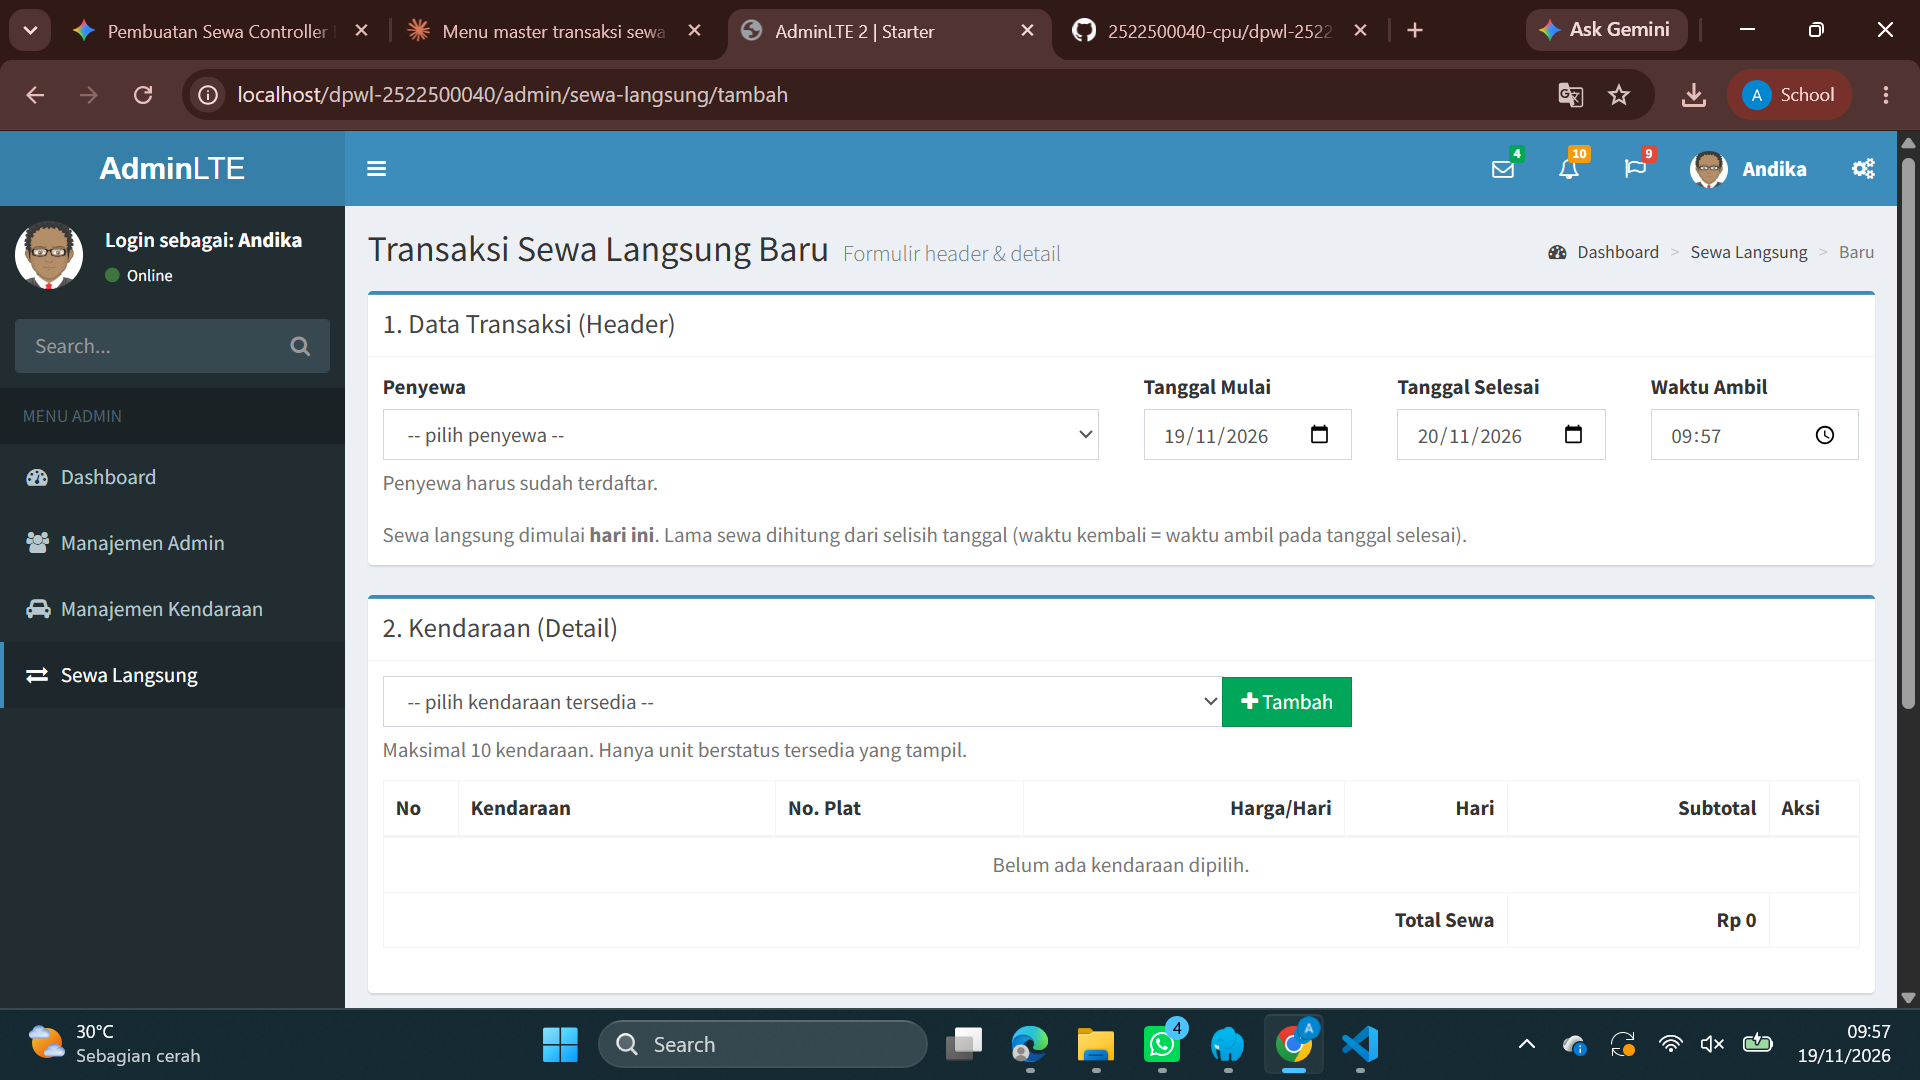 Pembuatan Sewa Controller
Menu master transaksi sewa
AdminLTE 2 | Starter
2522500040-cpu/dpwl-2522
Ask Gemini
localhost/dpwl-2522500040/admin/sewa-langsung/tambah
A School
AdminLTE
4
10
9
Andika
Login sebagai: Andika
Online
Search...
MENU ADMIN
Dashboard
Manajemen Admin
Manajemen Kendaraan
Sewa Langsung
Transaksi Sewa Langsung Baru Formulir header & detail
Dashboard > Sewa Langsung > Baru
1. Data Transaksi (Header)
Penyewa Tanggal Mulai Tanggal Selesai Waktu Ambil
-- pilih penyewa -- 19/11/2026 20/11/2026 09:57
Penyewa harus sudah terdaftar.
Sewa langsung dimulai hari ini. Lama sewa dihitung dari selisih tanggal (waktu kembali = waktu ambil pada tanggal selesai).
2. Kendaraan (Detail)
-- pilih kendaraan tersedia -- Tambah
Maksimal 10 kendaraan. Hanya unit berstatus tersedia yang tampil.
No Kendaraan No. Plat Harga/Hari Hari Subtotal Aksi
Belum ada kendaraan dipilih.
Total Sewa Rp 0
30°C
Sebagian cerah
Search
4
A
09:57
19/11/2026